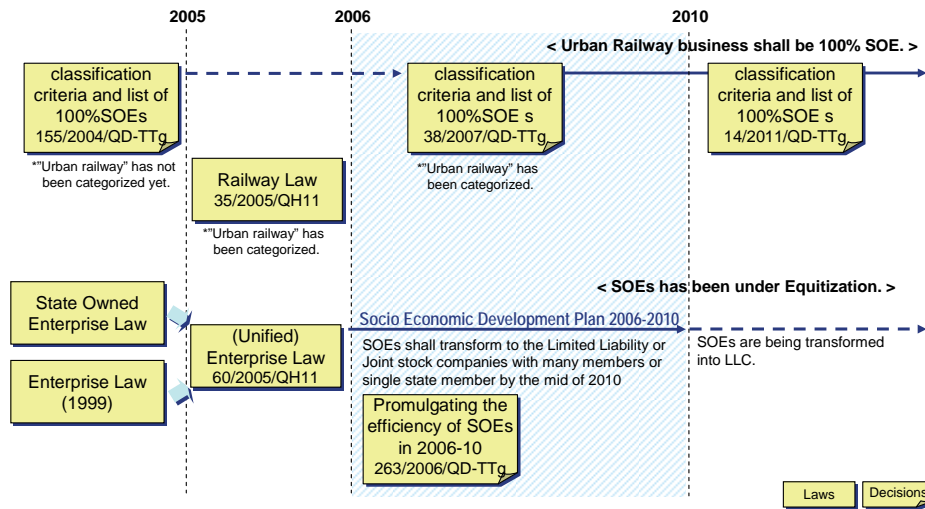 2005
2006
2010
< Urban Railway business shall be 100% SOE. >
classification
criteria and list of
100%SOEs
155/2004/QD-TTg
*"Urban railway" has not
been categorized yet.
classification
criteria and list of
100%SOE s
38/2007/QD-TTg
*"Urban railway" has
been categorized.
classification
criteria and list of
100%SOE s
14/2011/QD-TTg
Railway Law
35/2005/QH11
*"Urban railway" has
been categorized.
< SOEs has been under Equitization. >
State Owned
Enterprise Law
Enterprise Law
(1999)
(Unified)
Enterprise Law
60/2005/QH11
Socio Economic Development Plan 2006-2010
SOEs shall transform to the Limited Liability or
Joint stock companies with many members or
single state member by the mid of 2010
SOEs are being transformed
into LLC.
Promulgating the
efficiency of SOEs
in 2006-10
263/2006/QD-TTg
Laws
Decisions